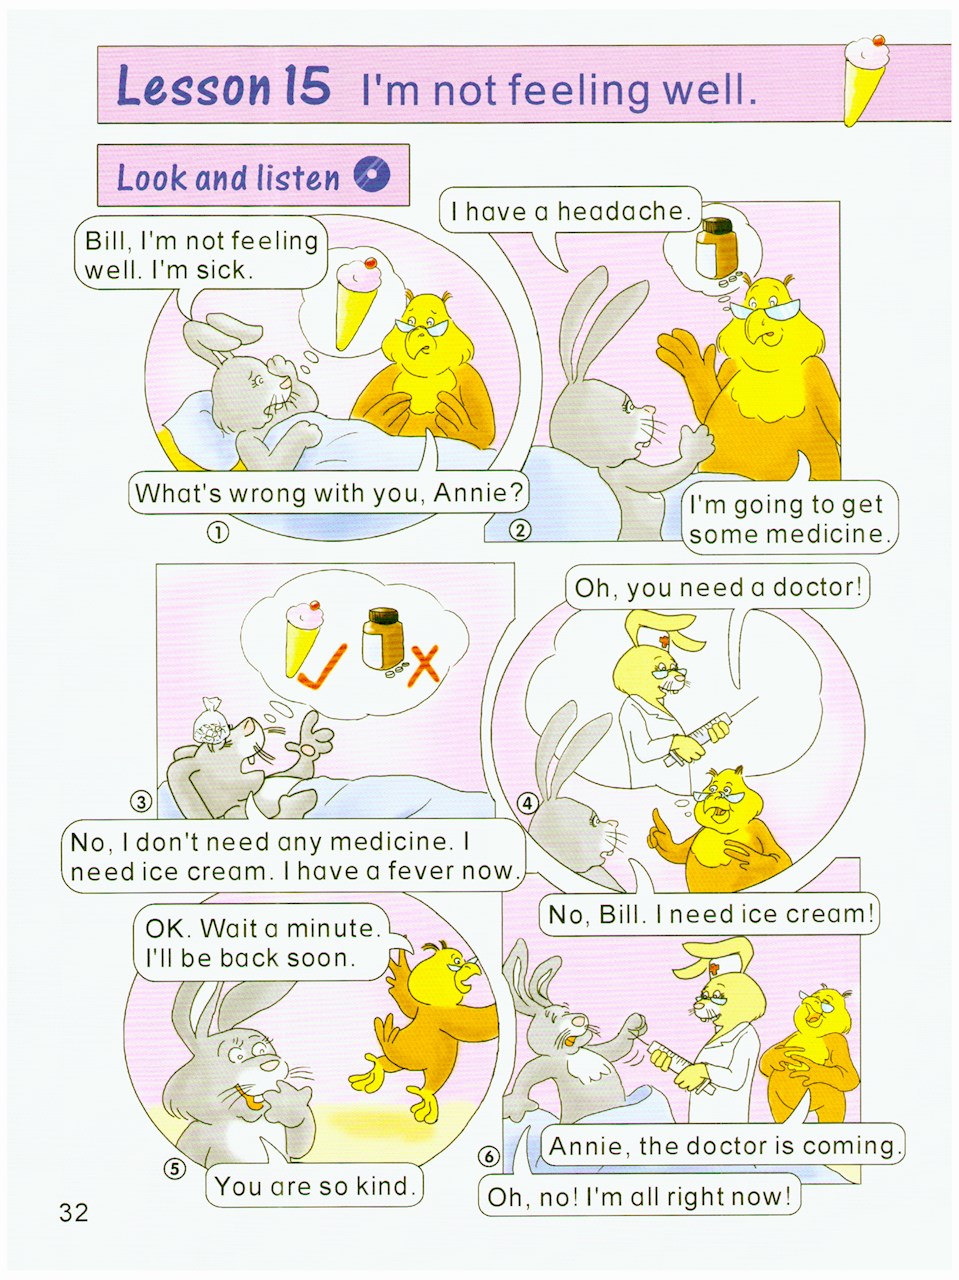 Lesson 15 I'm not feeling well.
Look and listen
Bill, I'm not feeling
well. I'm sick.
What's wrong with you, Annie?
①
I have a headache.
I'm going to get
some medicine.
②
③
No, I don't need any medicine. I
need ice cream. I have a fever now.
Oh, you need a doctor!
④
No, Bill. I need ice cream!
OK. Wait a minute.
I'll be back soon.
⑤
You are so kind.
Annie, the doctor is coming.
⑥
Oh, no! I'm all right now!
32